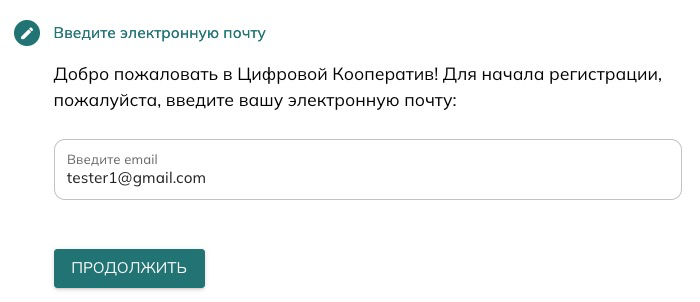 Введите электронную почту
Добро пожаловать в Цифровой Кооператив! Для начала регистрации,
пожалуйста, введите вашу электронную почту:
Введите email
tester1@gmail.com
ПРОДОЛЖИТЬ